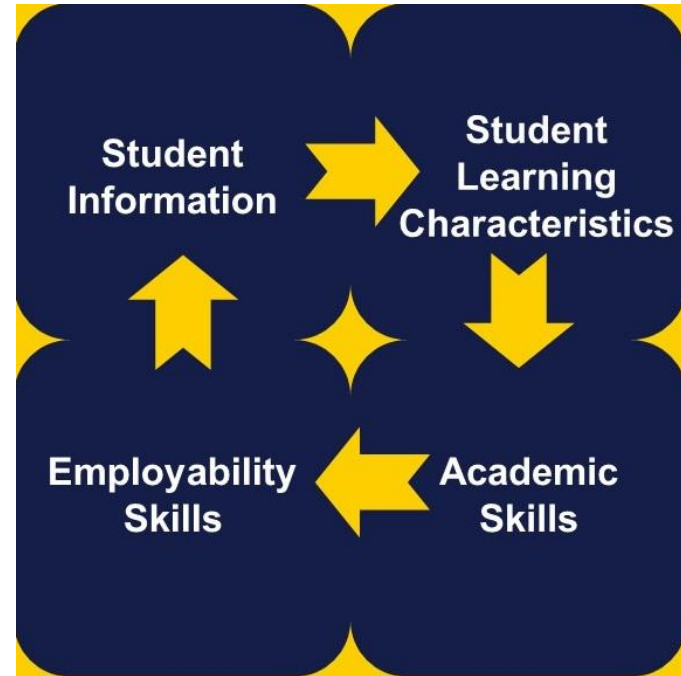 Student
Information
Student
Learning
Characteristics
Employability
Skills
Academic
Skills